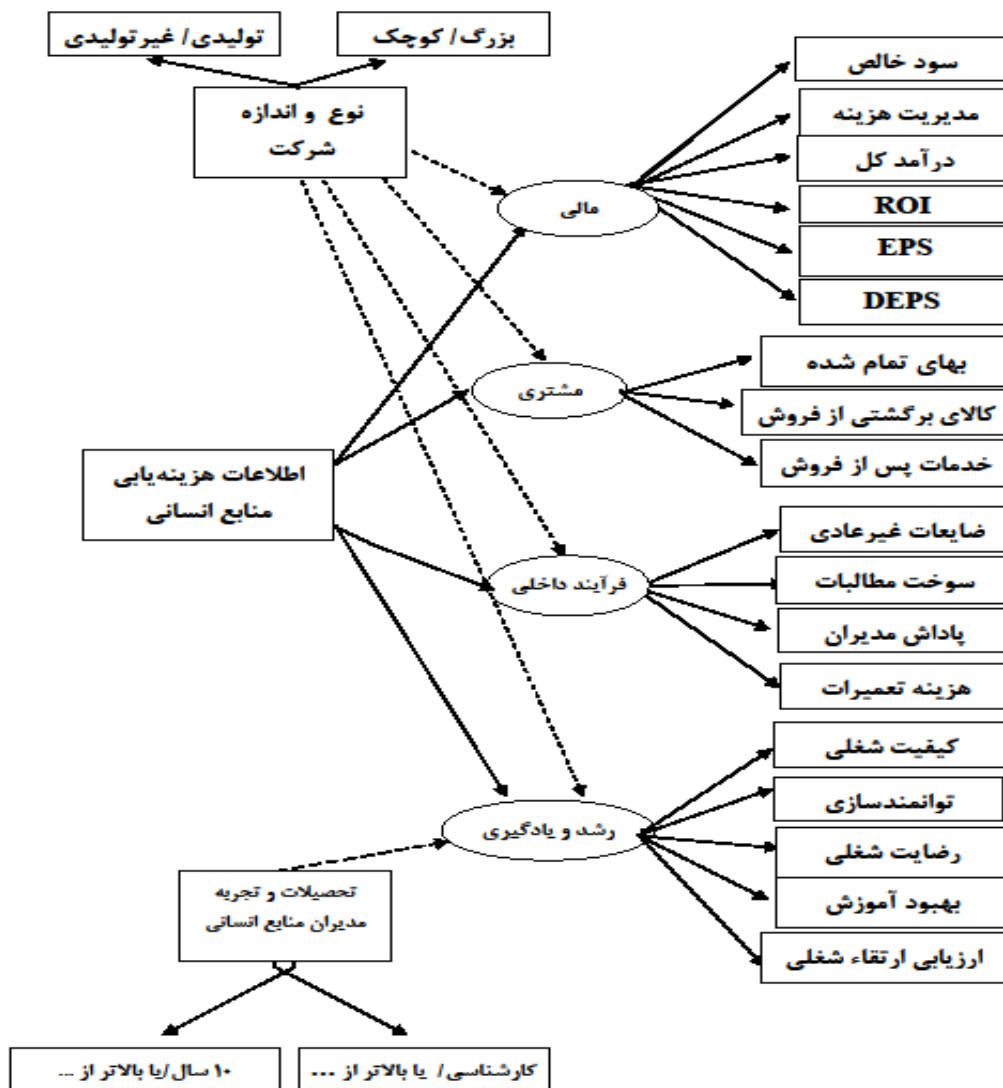 بزرگ/ کوچک
تولیدی/ غیرتولیدی
نوع و اندازه
شرکت
سود خالص
مدیریت هزینه
درآمد کل
ROI
EPS
DEPS
مالی
بهای تمام شده
کالای برگشتی از فروش
خدمات پس از فروش
مشتری
اطلاعات هزینه‌یابی
منابع انسانی
ضایعات غیرعادی
سوخت مطالبات
پاداش مدیران
هزینه تعمیرات
فرآیند داخلی
کیفیت شغلی
توانمندسازی
رضایت شغلی
بهبود آموزش
ارزیابی ارتقاء شغلی
رشد و یادگیری
تحصیلات و تجربه
مدیران منابع انسانی
کارشناسی/ یا بالاتر از ...
۱۰ سال/یا بالاتر از ...